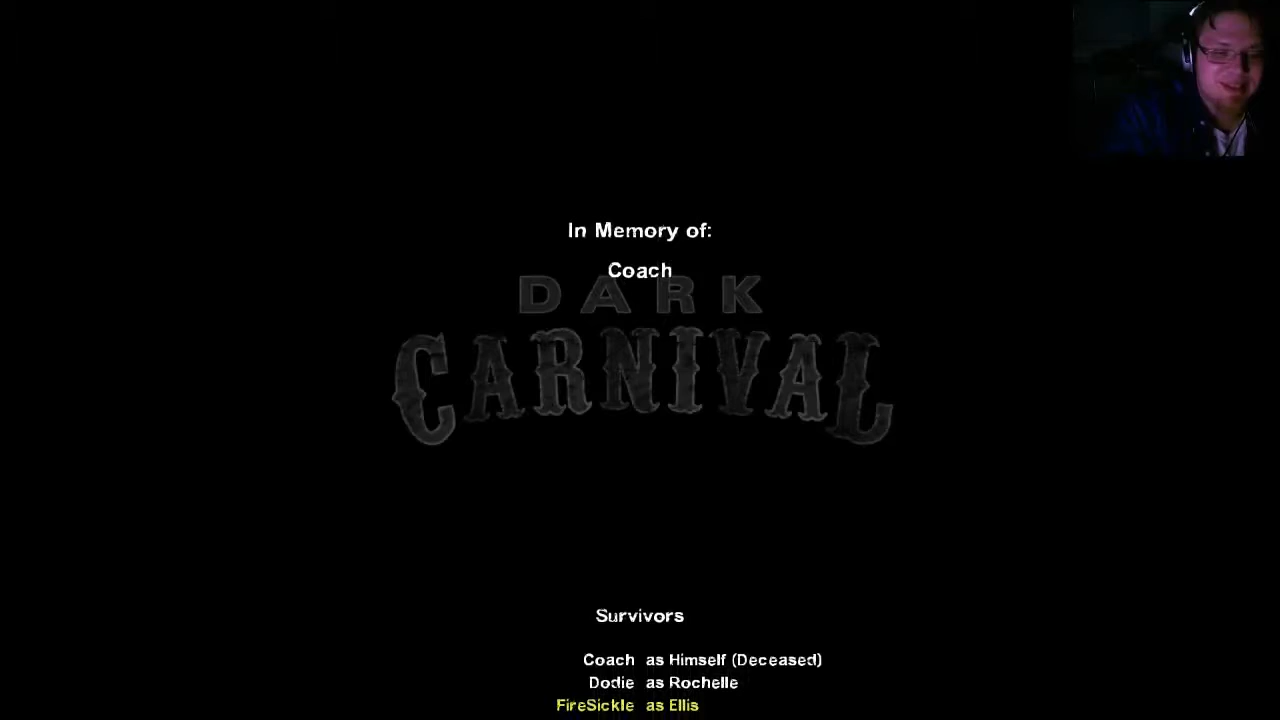 In Memory of:
Coach
DARK
CARNIVAL
Survivors
Coach as Himself (Deceased)
Dodie as Rochelle
FireSickle as Ellis